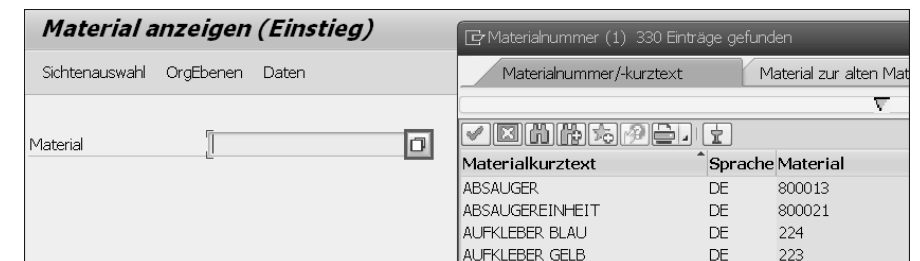 Material anzeigen (Einstieg)
Sichtenauswahl OrgEbenen Daten
Material
Materialnummer (1) 330 Einträge gefunden
Materialnummer/-kurztext Material zur alten Mat
Materialkurztext Sprache Material
ABSAUGER DE 800013
ABSAUGEREINHEIT DE 800021
AUFKLEBER BLAU DE 224
AUFKLEBER GELB DE 223